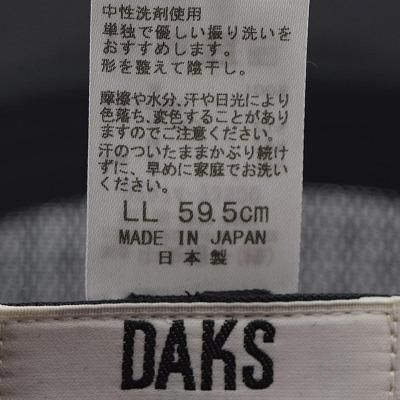 中性洗剤使用
単独で優しい振り洗いを
おすすめします。
形を整えて陰干し。
摩擦や水分、汗や日光により
色落ち、変色することがあり
ますのでご注意ください。
汗のついたままかぶり続け
ずに、早めに家庭でお洗い
ください。
LL 59.5cm
MADE IN JAPAN
日本製
DAKS